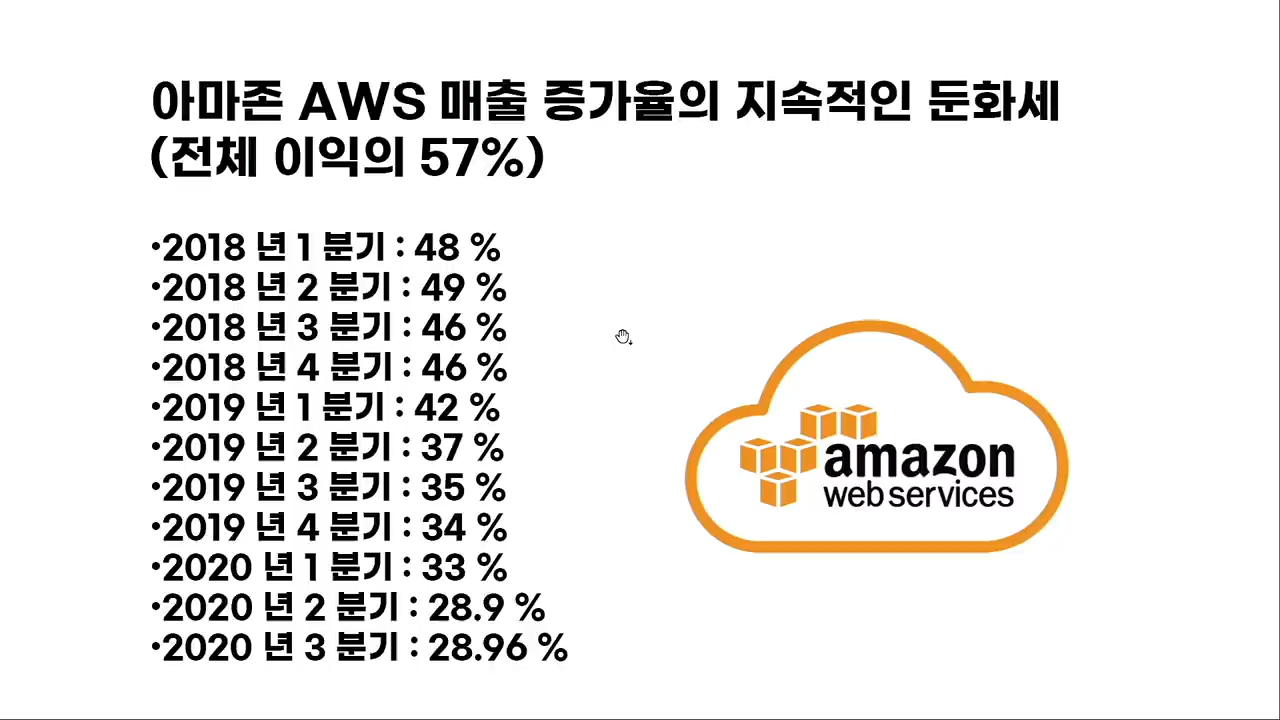 아마존 AWS 매출 증가율의 지속적인 둔화세
(전체 이익의 57%)
•2018 년 1 분기 : 48 %
•2018 년 2 분기 : 49 %
•2018 년 3 분기 : 46 %
•2018 년 4 분기 : 46 %
•2019 년 1 분기 : 42 %
•2019 년 2 분기 : 37 %
•2019 년 3 분기 : 35 %
•2019 년 4 분기 : 34 %
•2020 년 1 분기 : 33 %
•2020 년 2 분기 : 28.9 %
•2020 년 3 분기 : 28.96 %
amazon
web services